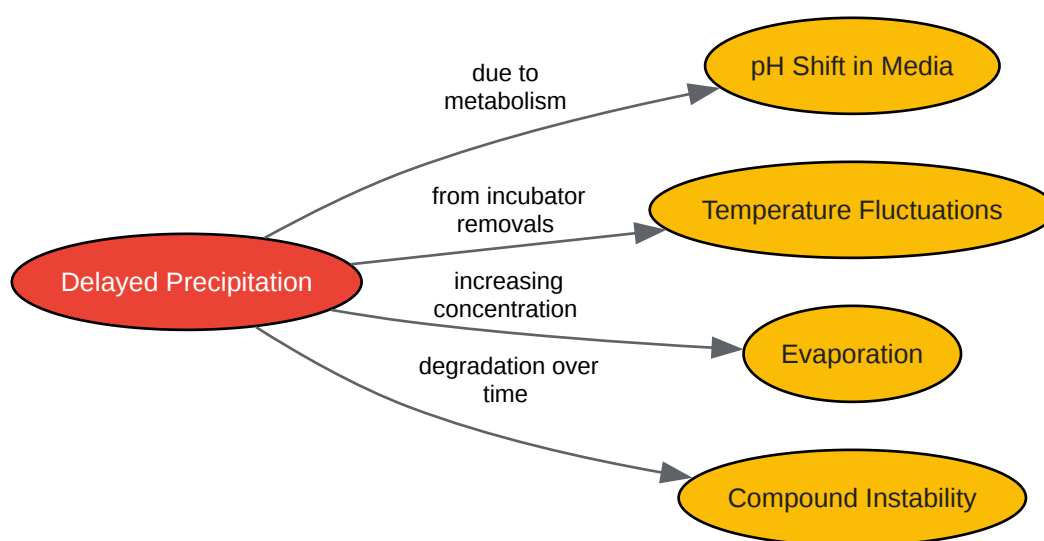 due to
metabolism
pH Shift in Media
from incubator
removals
Temperature Fluctuations
Delayed Precipitation
increasing
concentration
Evaporation
degradation over
time
Compound Instability